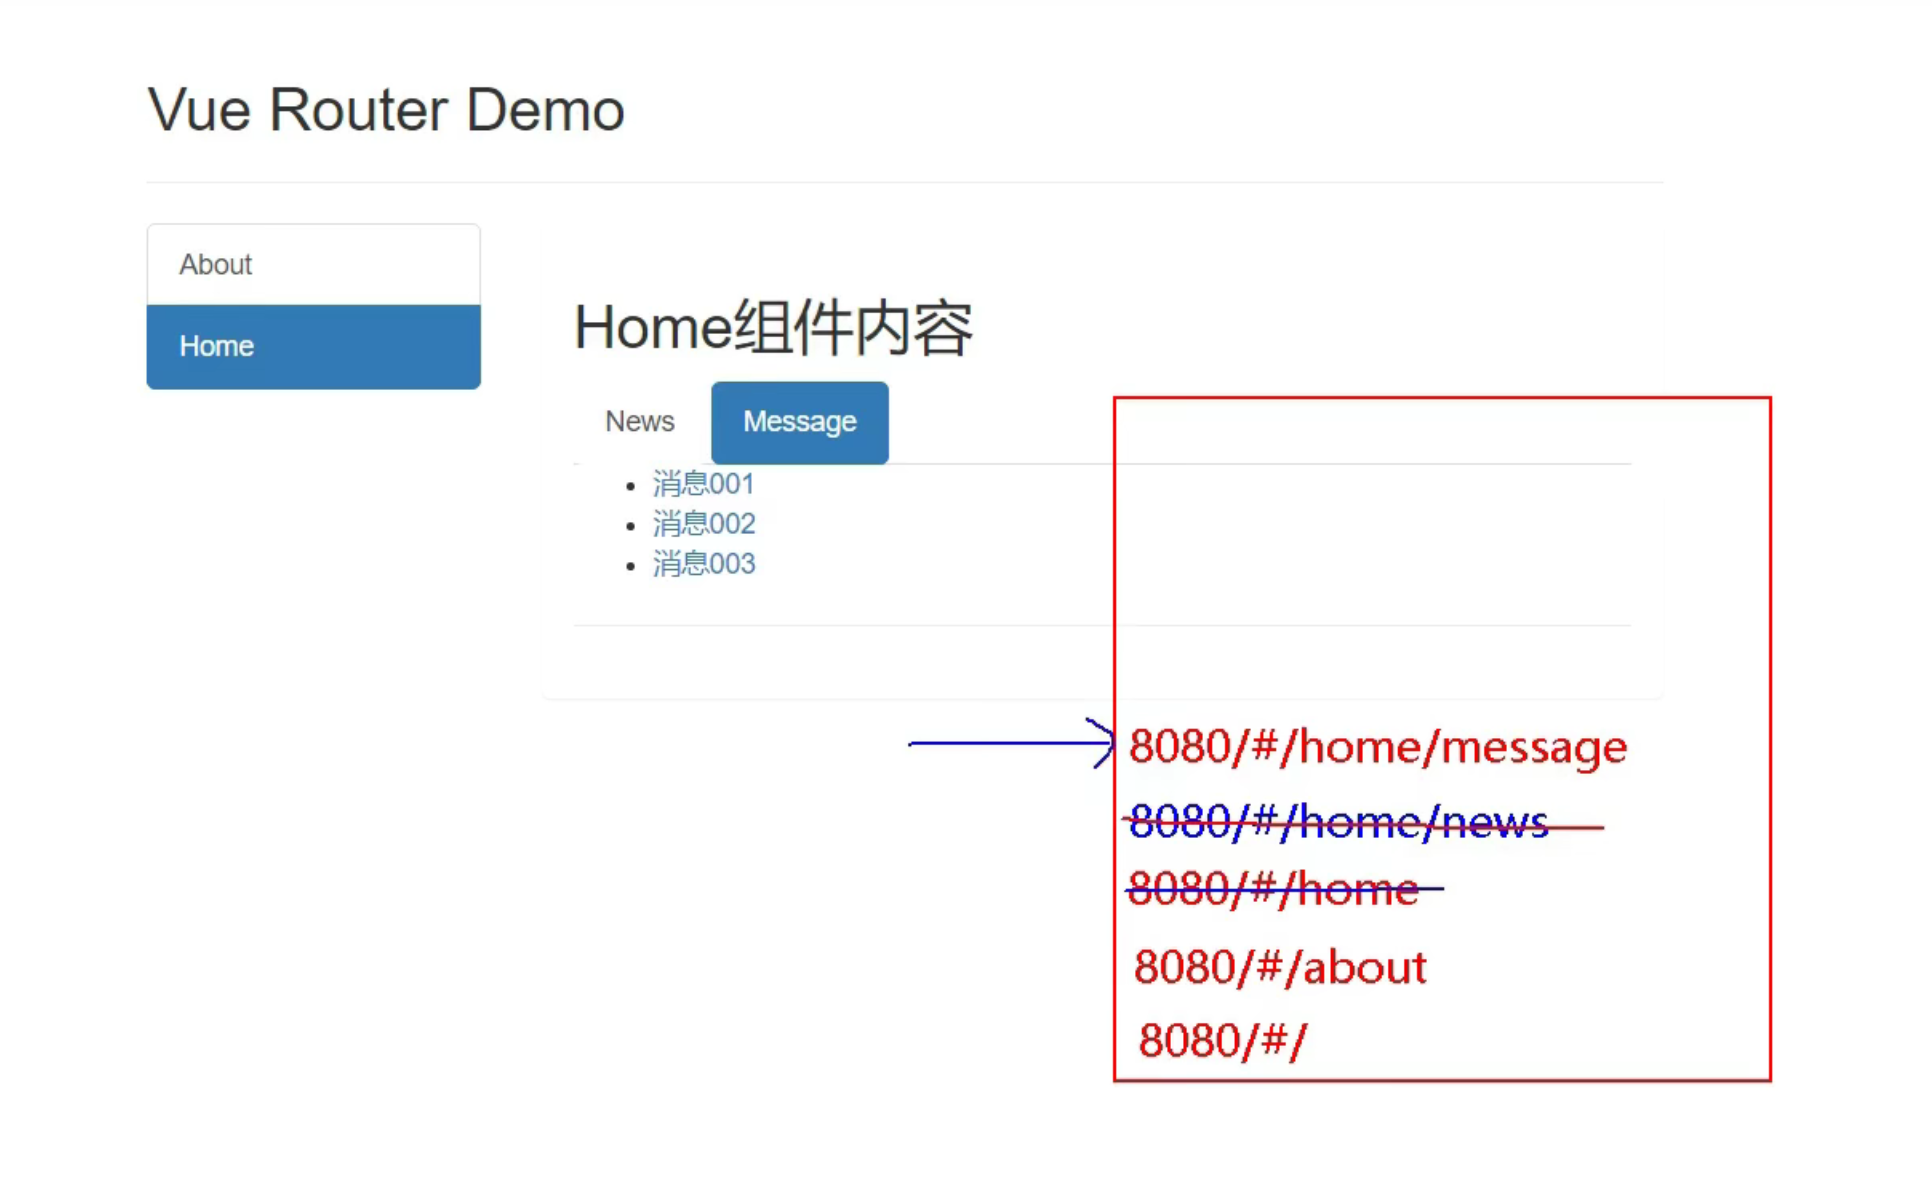 Vue Router Demo
About
Home
Home组件内容
News
Message
消息001
消息002
消息003
8080/#/home/message
8080/#/home/news
8080/#/home
8080/#/about
8080/#/